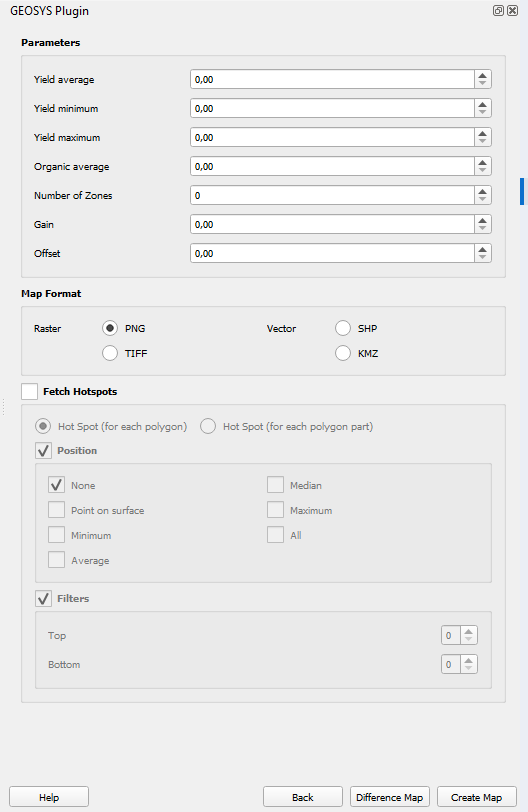 GEOSYS Plugin
Parameters
Yield average 0,00
Yield minimum 0,00
Yield maximum 0,00
Organic average 0,00
Number of Zones 0
Gain 0,00
Offset 0,00
Map Format
Raster PNG Vector SHP
TIFF KMZ
Fetch Hotspots
Hot Spot (for each polygon) Hot Spot (for each polygon part)
Position
None Median
Point on surface Maximum
Minimum All
Average
Filters
Top 0
Bottom 0
Help Back Difference Map Create Map